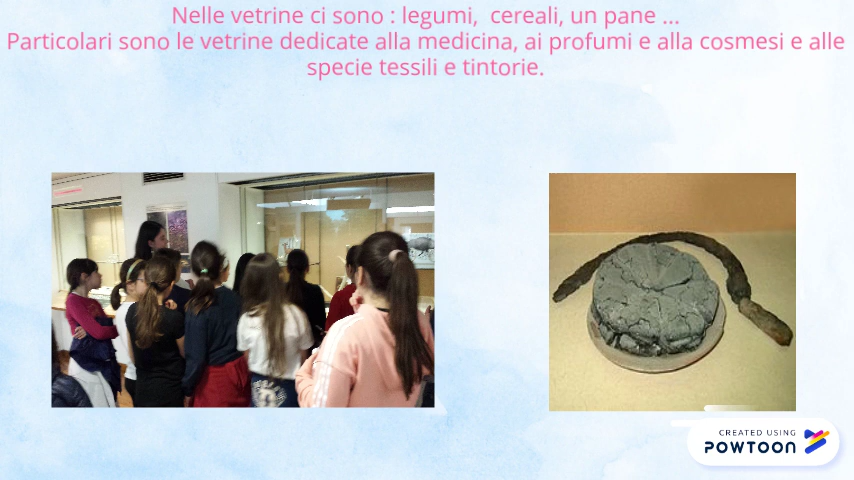 Nelle vetrine ci sono : legumi, cereali, un pane ...
Particolari sono le vetrine dedicate alla medicina, ai profumi e alla cosmesi e alle
specie tessili e tintorie.
CREATED USING
POWTOON